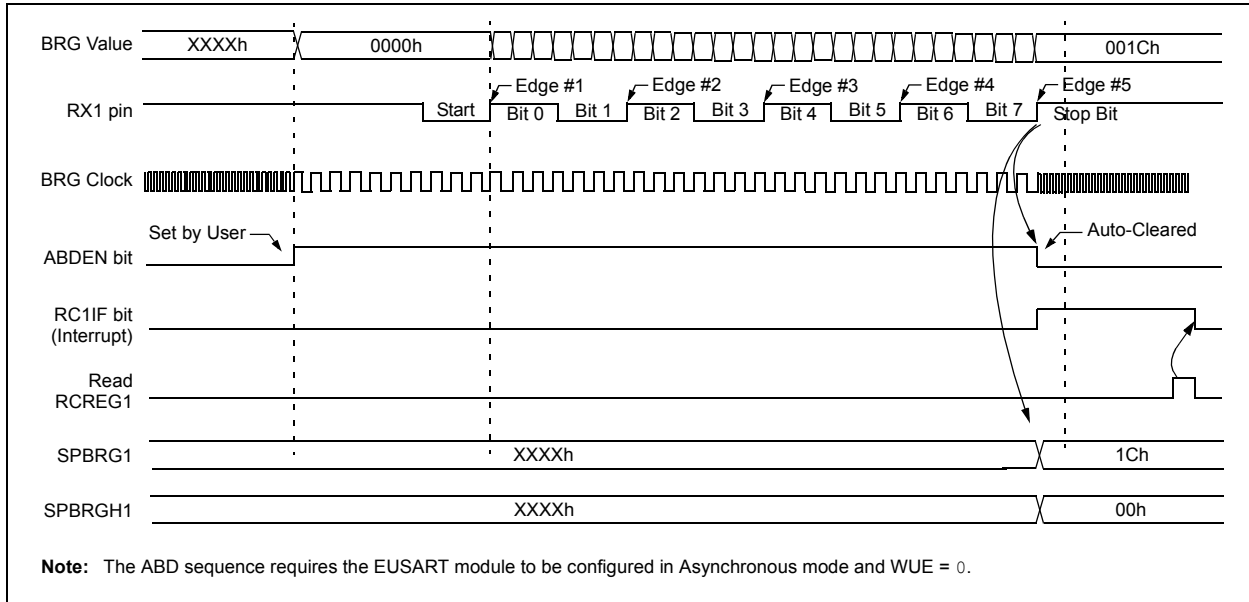 BRG Value XXXXh 0000h 001Ch
Edge #1 Edge #2 Edge #3 Edge #4 Edge #5
RX1 pin Start Bit 0 Bit 1 Bit 2 Bit 3 Bit 4 Bit 5 Bit 6 Bit 7 Stop Bit
BRG Clock
Set by User Auto-Cleared
ABDEN bit
RC1IF bit
(Interrupt)
Read
RCREG1
SPBRG1 XXXXh 1Ch
SPBRGH1 XXXXh 00h
Note: The ABD sequence requires the EUSART module to be configured in Asynchronous mode and WUE = 0.